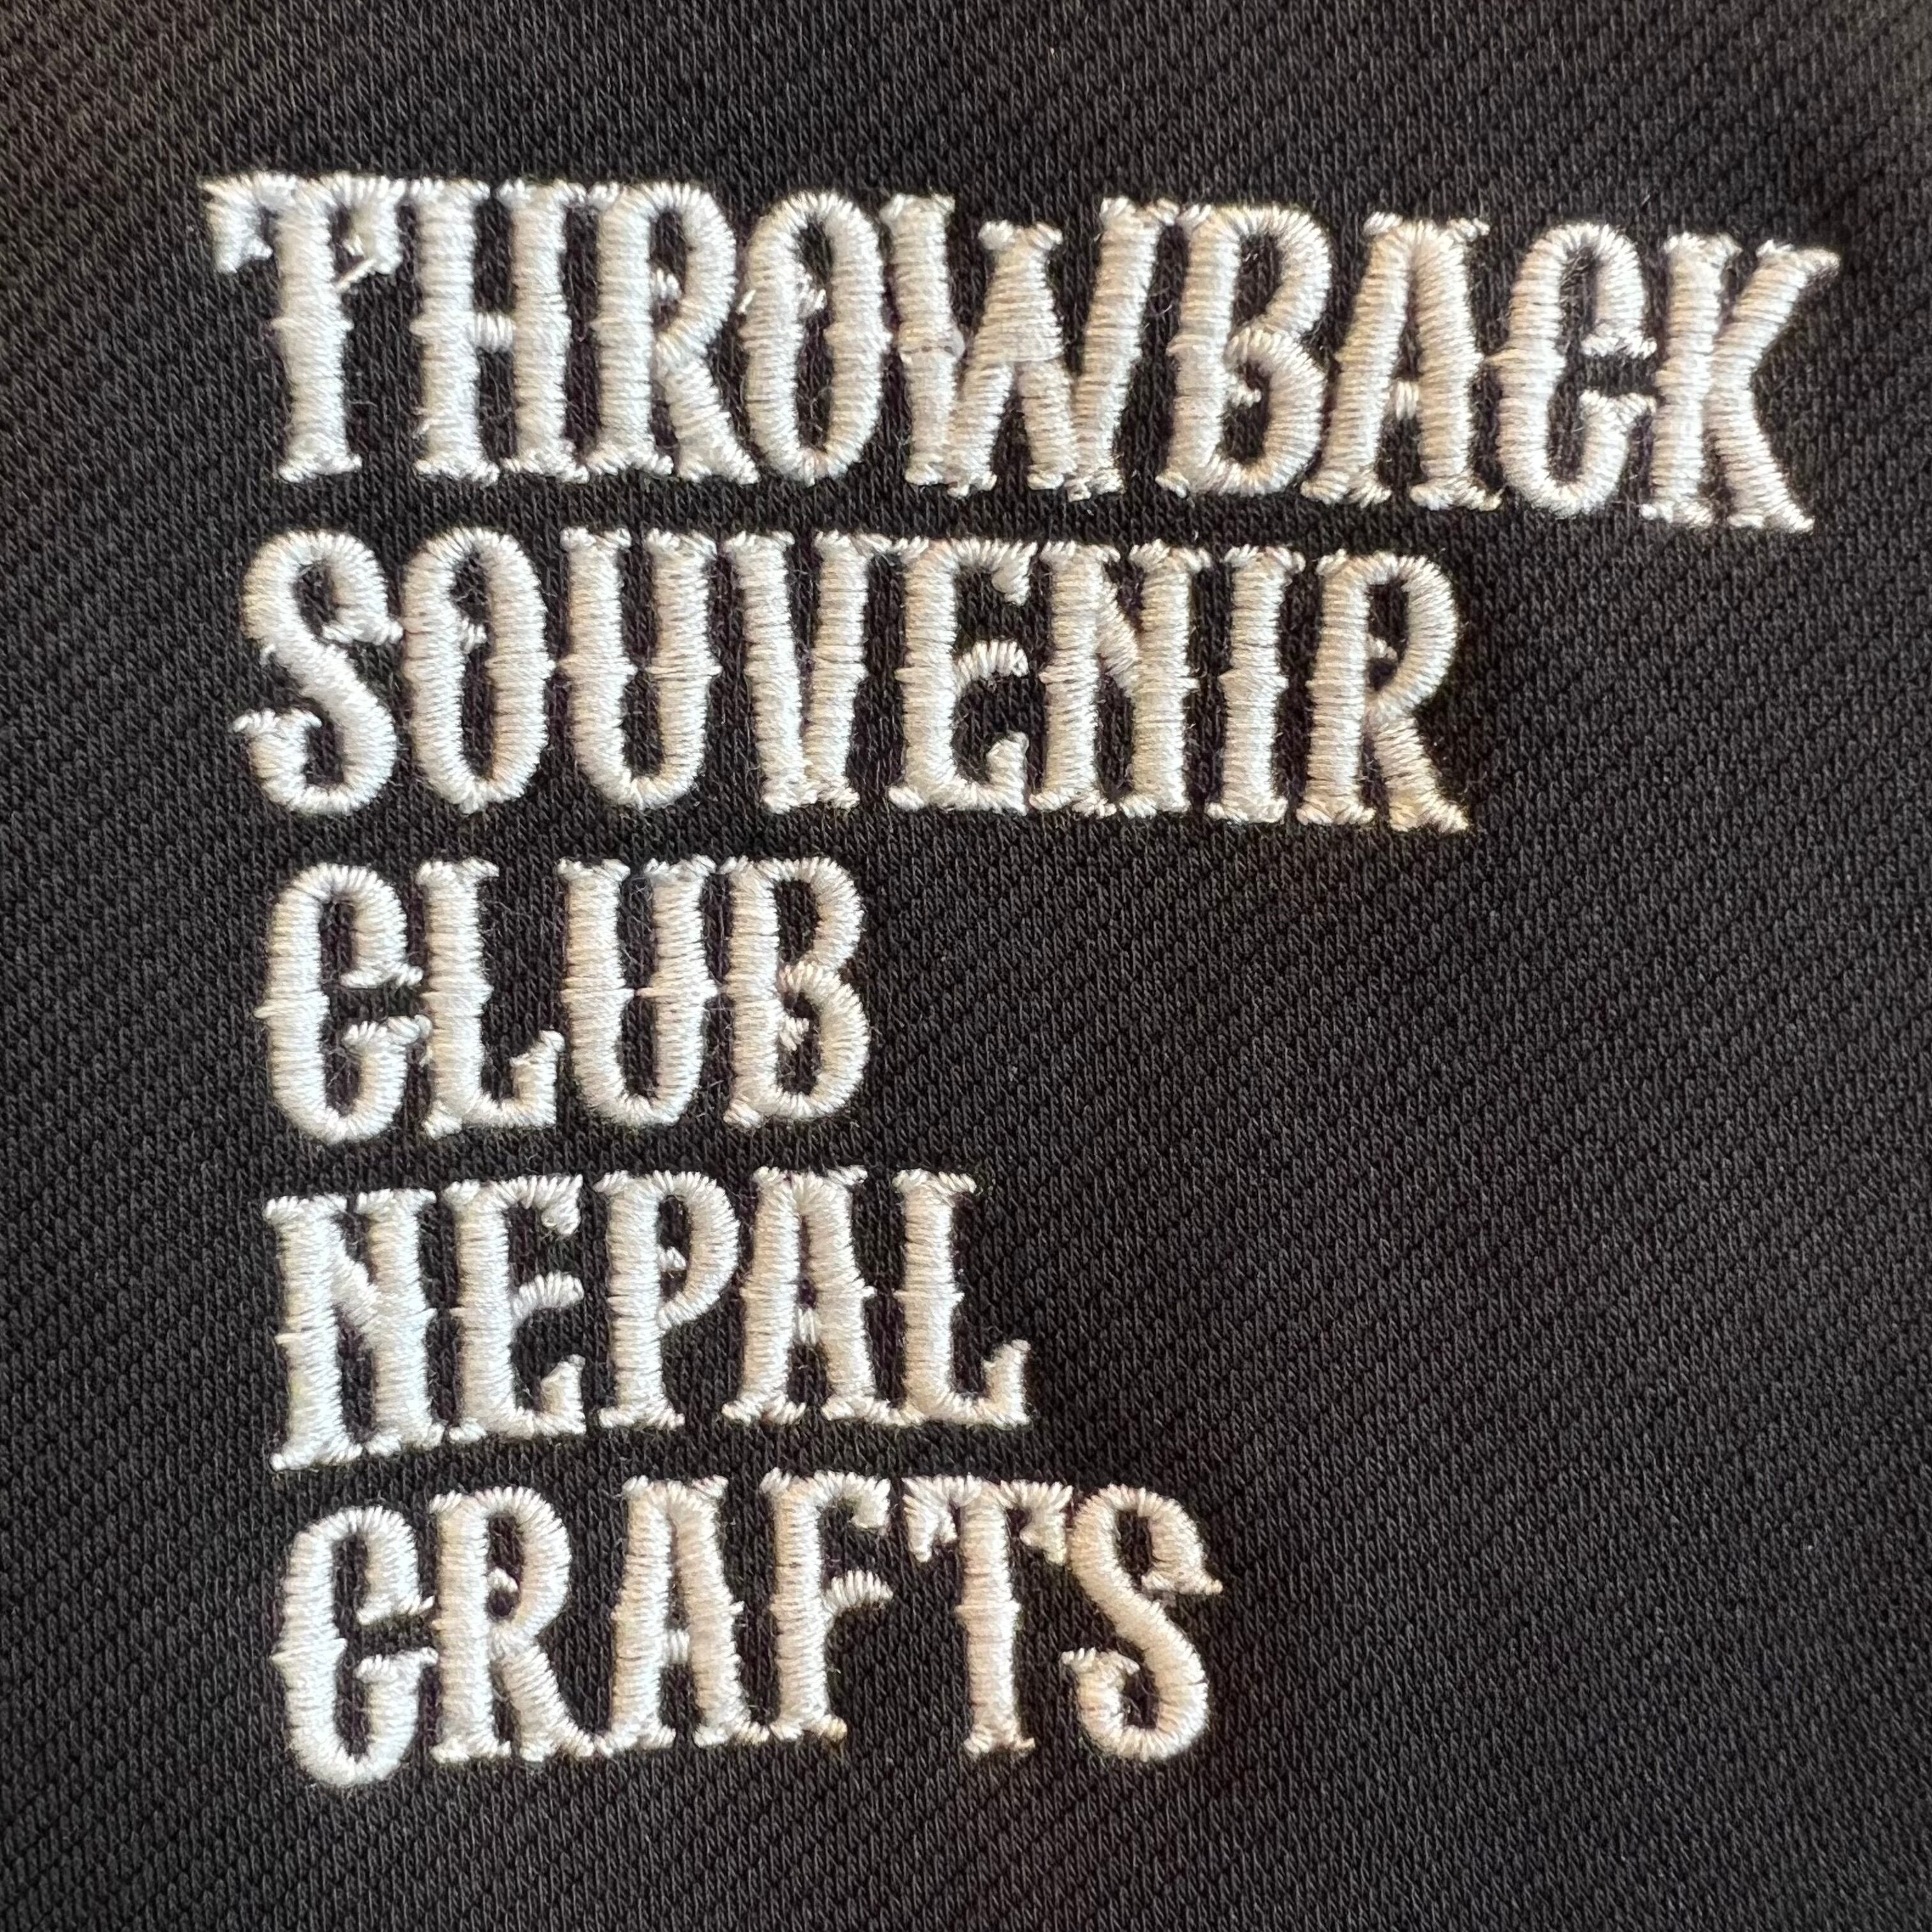 THROWBACK
SOUVENIR
CLUB
NEPAL
CRAFTS